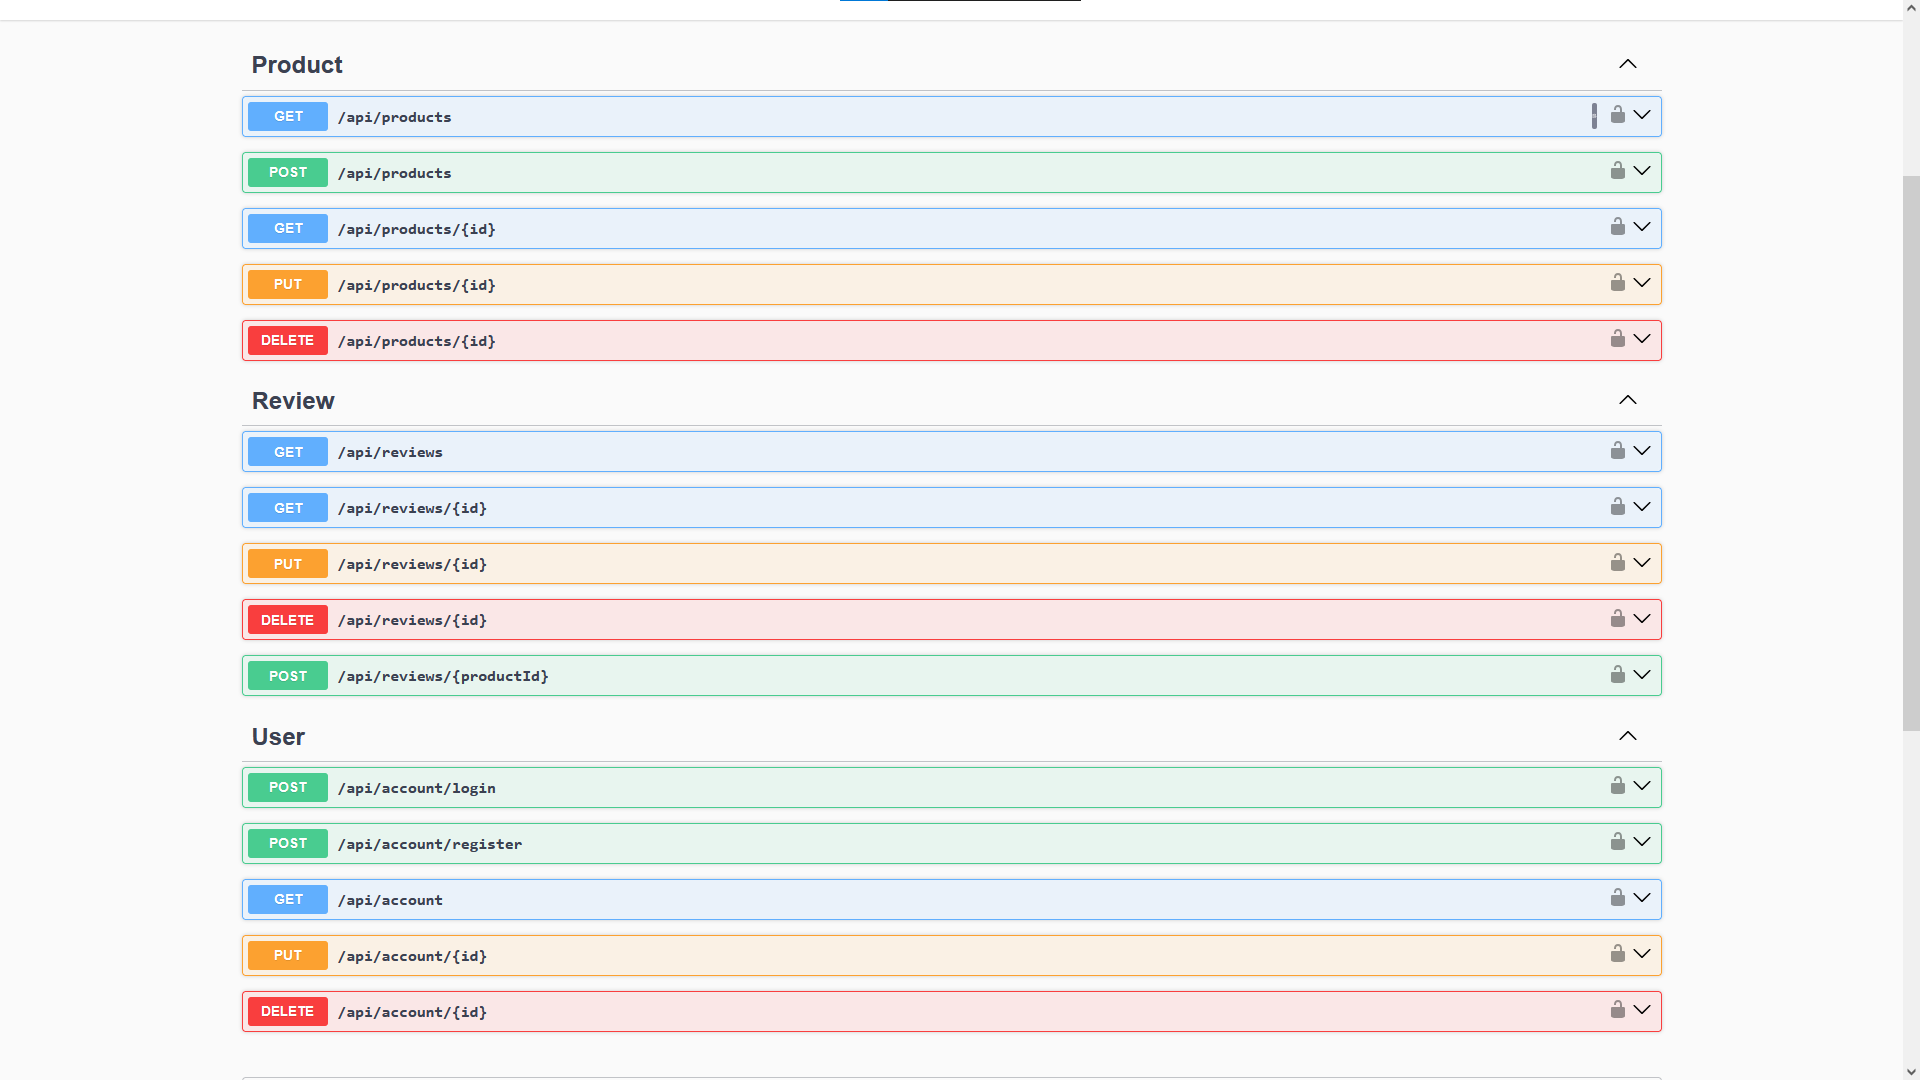 Product
GET /api/products
POST /api/products
GET /api/products/{id}
PUT /api/products/{id}
DELETE /api/products/{id}
Review
GET /api/reviews
GET /api/reviews/{id}
PUT /api/reviews/{id}
DELETE /api/reviews/{id}
POST /api/reviews/{productId}
User
POST /api/account/login
POST /api/account/register
GET /api/account
PUT /api/account/{id}
DELETE /api/account/{id}